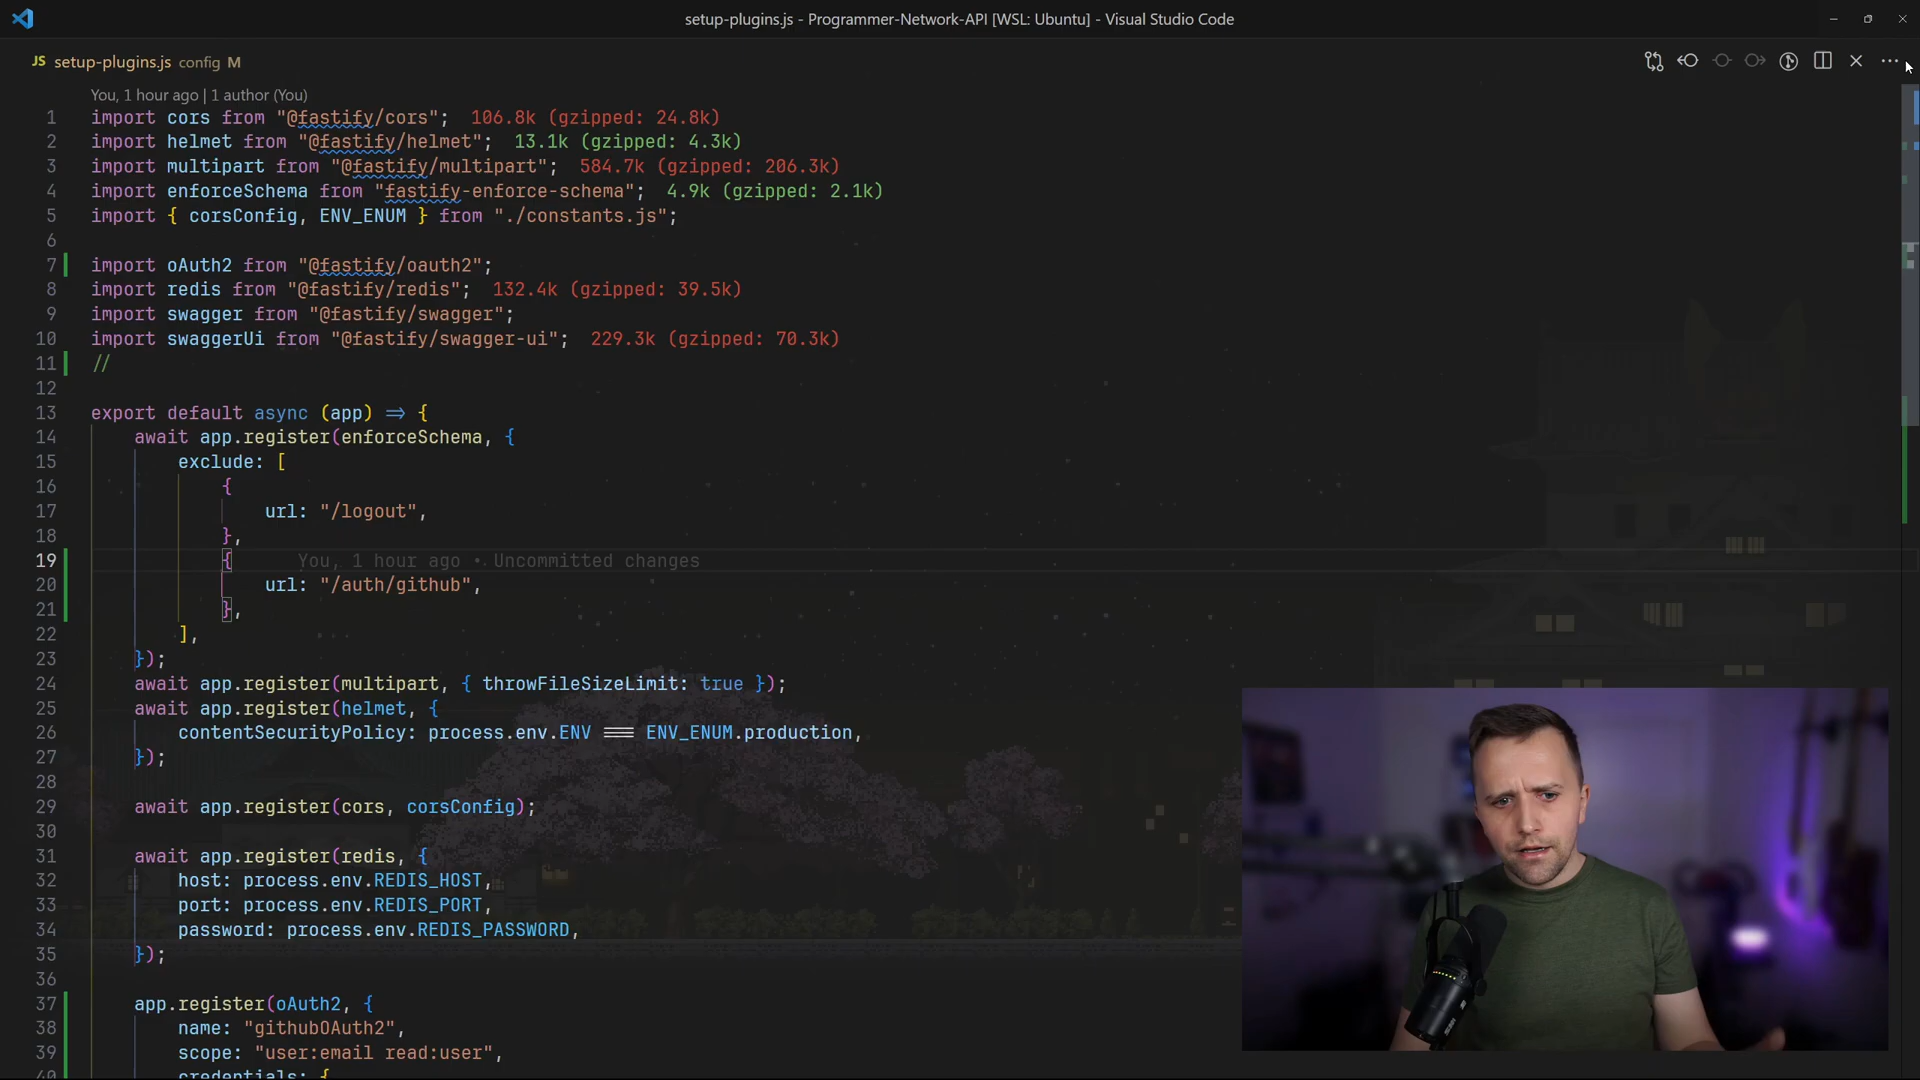 setup-plugins.js - Programmer-Network-API [WSL: Ubuntu] - Visual Studio Code
JS setup-plugins.js config M
You, 1 hour ago | 1 author (You)
1 import cors from "@fastify/cors"; 106.8k (gzipped: 24.8k)
2 import helmet from "@fastify/helmet"; 13.1k (gzipped: 4.3k)
3 import multipart from "@fastify/multipart"; 584.7k (gzipped: 206.3k)
4 import enforceSchema from "fastify-enforce-schema"; 4.9k (gzipped: 2.1k)
5 import { corsConfig, ENV_ENUM } from "./constants.js";
6
7 import oAuth2 from "@fastify/oauth2";
8 import redis from "@fastify/redis"; 132.4k (gzipped: 39.5k)
9 import swagger from "@fastify/swagger";
10 import swaggerUi from "@fastify/swagger-ui"; 229.3k (gzipped: 70.3k)
11 //
12
13 export default async (app) => {
14 await app.register(enforceSchema, {
15 exclude: [
16 {
17 url: "/logout",
18 },
19 { You, 1 hour ago • Uncommitted changes
20 url: "/auth/github",
21 },
22 ],
23 });
24 await app.register(multipart, { throwFileSizeLimit: true });
25 await app.register(helmet, {
26 contentSecurityPolicy: process.env.ENV === ENV_ENUM.production,
27 });
28
29 await app.register(cors, corsConfig);
30
31 await app.register(redis, {
32 host: process.env.REDIS_HOST,
33 port: process.env.REDIS_PORT,
34 password: process.env.REDIS_PASSWORD,
35 });
36
37 app.register(oAuth2, {
38 name: "githubOAuth2",
39 scope: "user:email read:user",
40 credentials: {